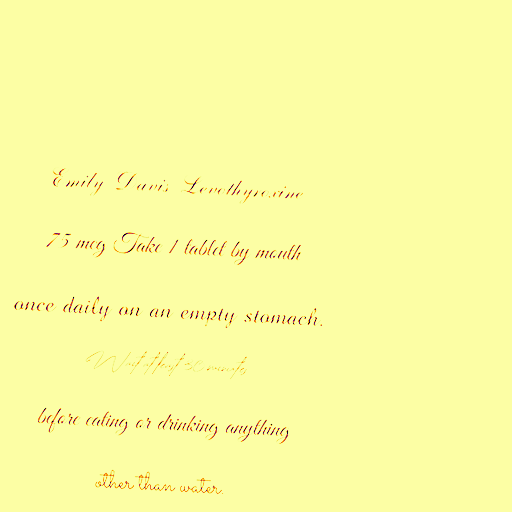 Emily Davis Levothyroxine
75 mcg Take 1 tablet by mouth
once daily on an empty stomach.
Wait at least 30 minutes
before eating or drinking anything
other than water.